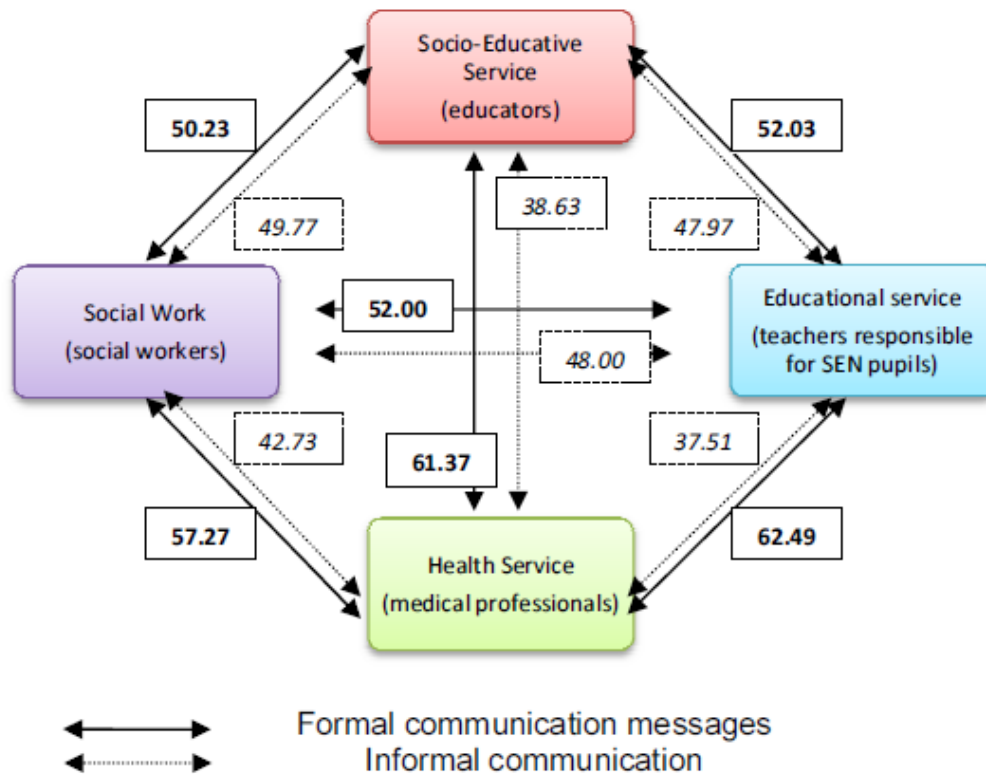 Socio-Educative
Service
(educators)
50.23
52.03
38.63
49.77
47.97
Social Work
(social workers)
52.00
Educational service
(teachers responsible
for SEN pupils)
48.00
42.73
37.51
61.37
57.27
62.49
Health Service
(medical professionals)
Formal communication messages
Informal communication